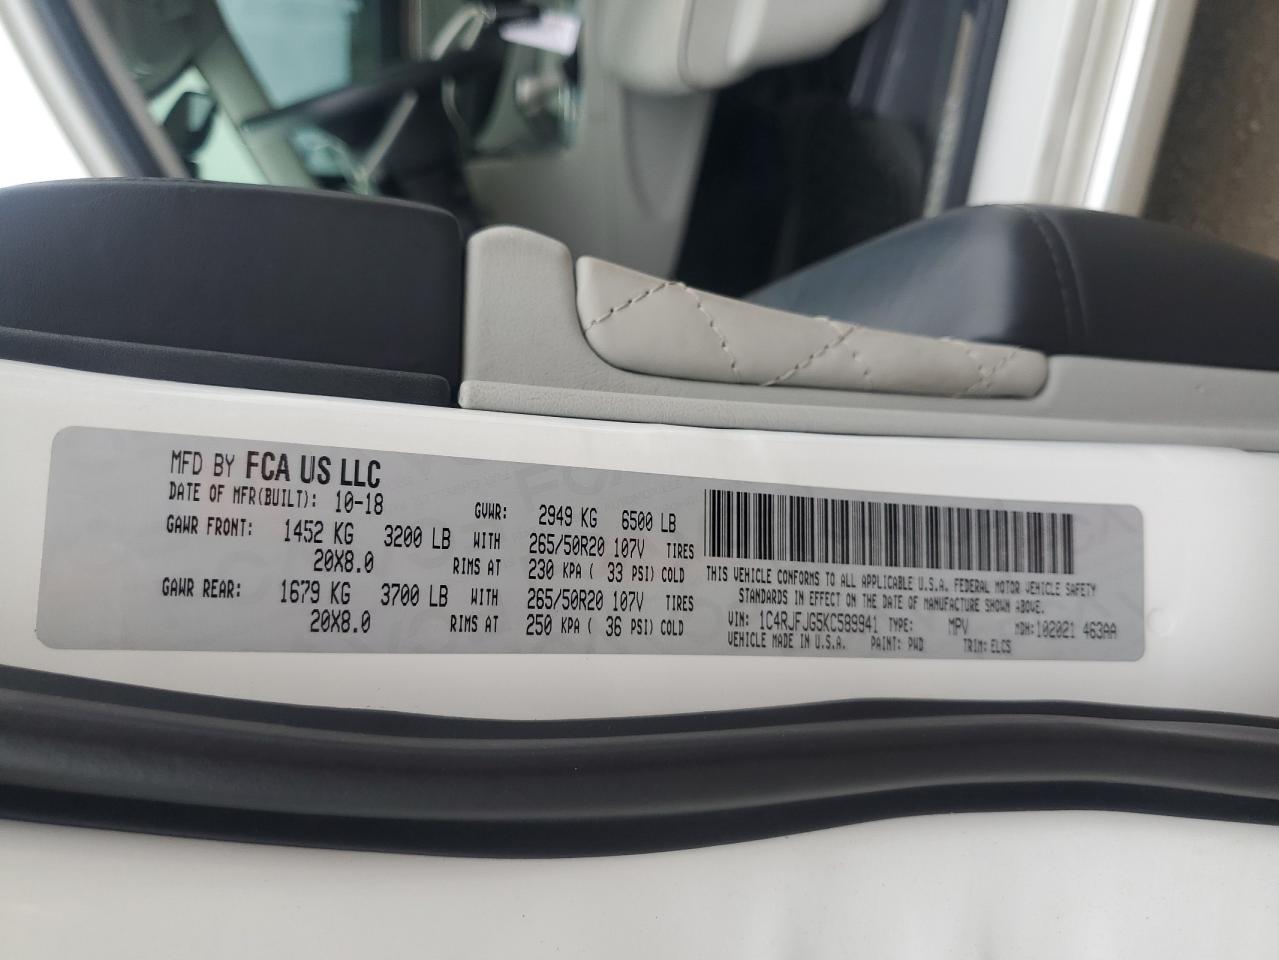 MFD BY FCA US LLC
DATE OF MFR(BUILT): 10-18 GVWR: 2949 KG 6500 LB
GAWR FRONT: 1452 KG 3200 LB WITH 265/50R20 107V TIRES
20X8.0 RIMS AT 230 KPA ( 33 PSI) COLD
GAWR REAR: 1679 KG 3700 LB WITH 265/50R20 107V TIRES
20X8.0 RIMS AT 250 KPA ( 36 PSI) COLD
THIS VEHICLE CONFORMS TO ALL APPLICABLE U.S.A. FEDERAL MOTOR VEHICLE SAFETY
STANDARDS IN EFFECT ON THE DATE OF MANUFACTURE SHOWN ABOVE.
VIN: 1C4RJFJG5KC589941 TYPE: MPV MDH:102021 463AA
VEHICLE MADE IN U.S.A. PAINT: PWD TRIM: ELCS